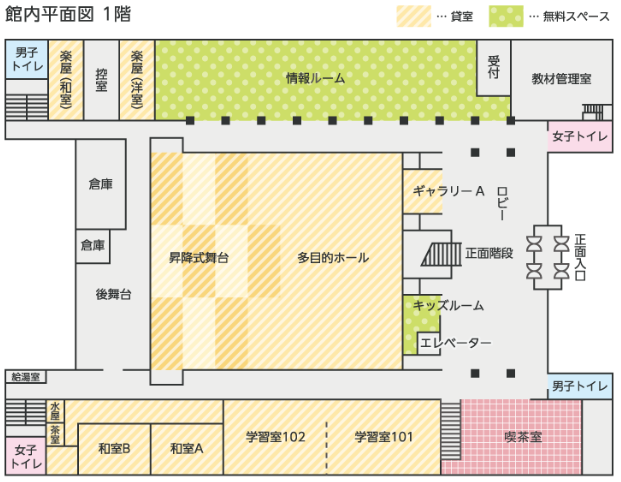 館内平面図 1階
… 貸室
… 無料スペース
男子
トイレ
楽屋(和室)
控室
楽屋(洋室)
情報ルーム
受付
教材管理室
女子トイレ
倉庫
ギャラリーA
ロビー
倉庫
昇降式舞台
多目的ホール
正面階段
正面入口
後舞台
キッズルーム
エレベーター
給湯室
男子トイレ
水屋
茶室
女子
トイレ
和室B
和室A
学習室102
学習室101
喫茶室